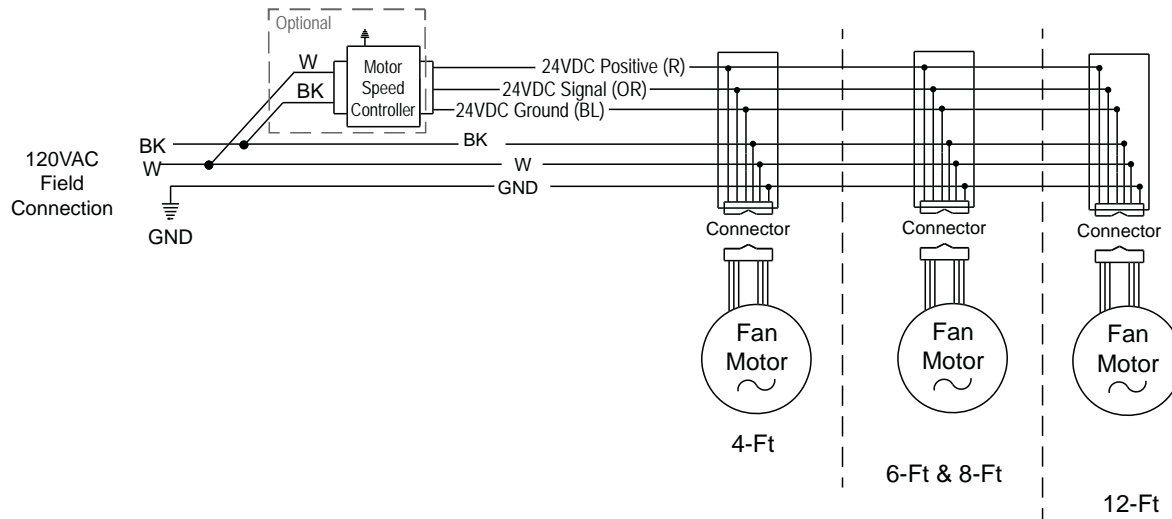 Optional
W
BK
Motor
Speed
Controller
24VDC Positive (R)
24VDC Signal (OR)
24VDC Ground (BL)
120VAC
Field
Connection
BK
W
GND
BK
W
GND
Connector
Connector
Connector
Fan
Motor
Fan
Motor
Fan
Motor
4-Ft
6-Ft & 8-Ft
12-Ft